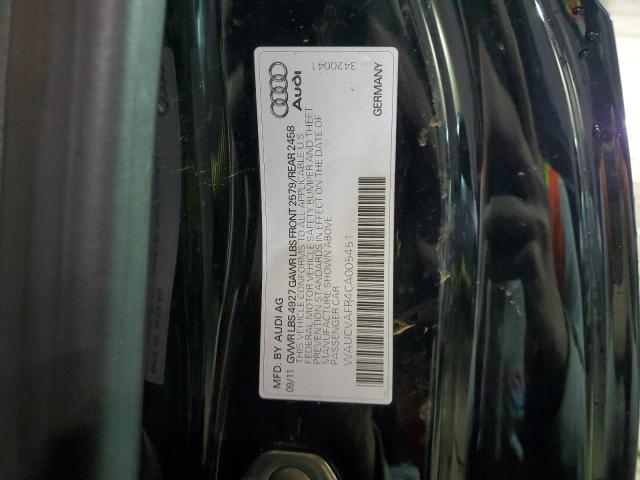 MFD. BY AUDI AG
09/11 GVWR LBS 4927 GAWR LBS FRONT 2579/REAR 2458
THIS VEHICLE CONFORMS TO ALL APPLICABLE U S
FEDERAL MOTOR VEHICLE SAFETY BUMPER AND THEFT
PREVENTION STANDARDS IN EFFECT ON THE DATE OF
MANUFACTURE SHOWN ABOVE
PASSENGER CAR
WAUCVAFR4CA005451
Audi
3420041
GERMANY